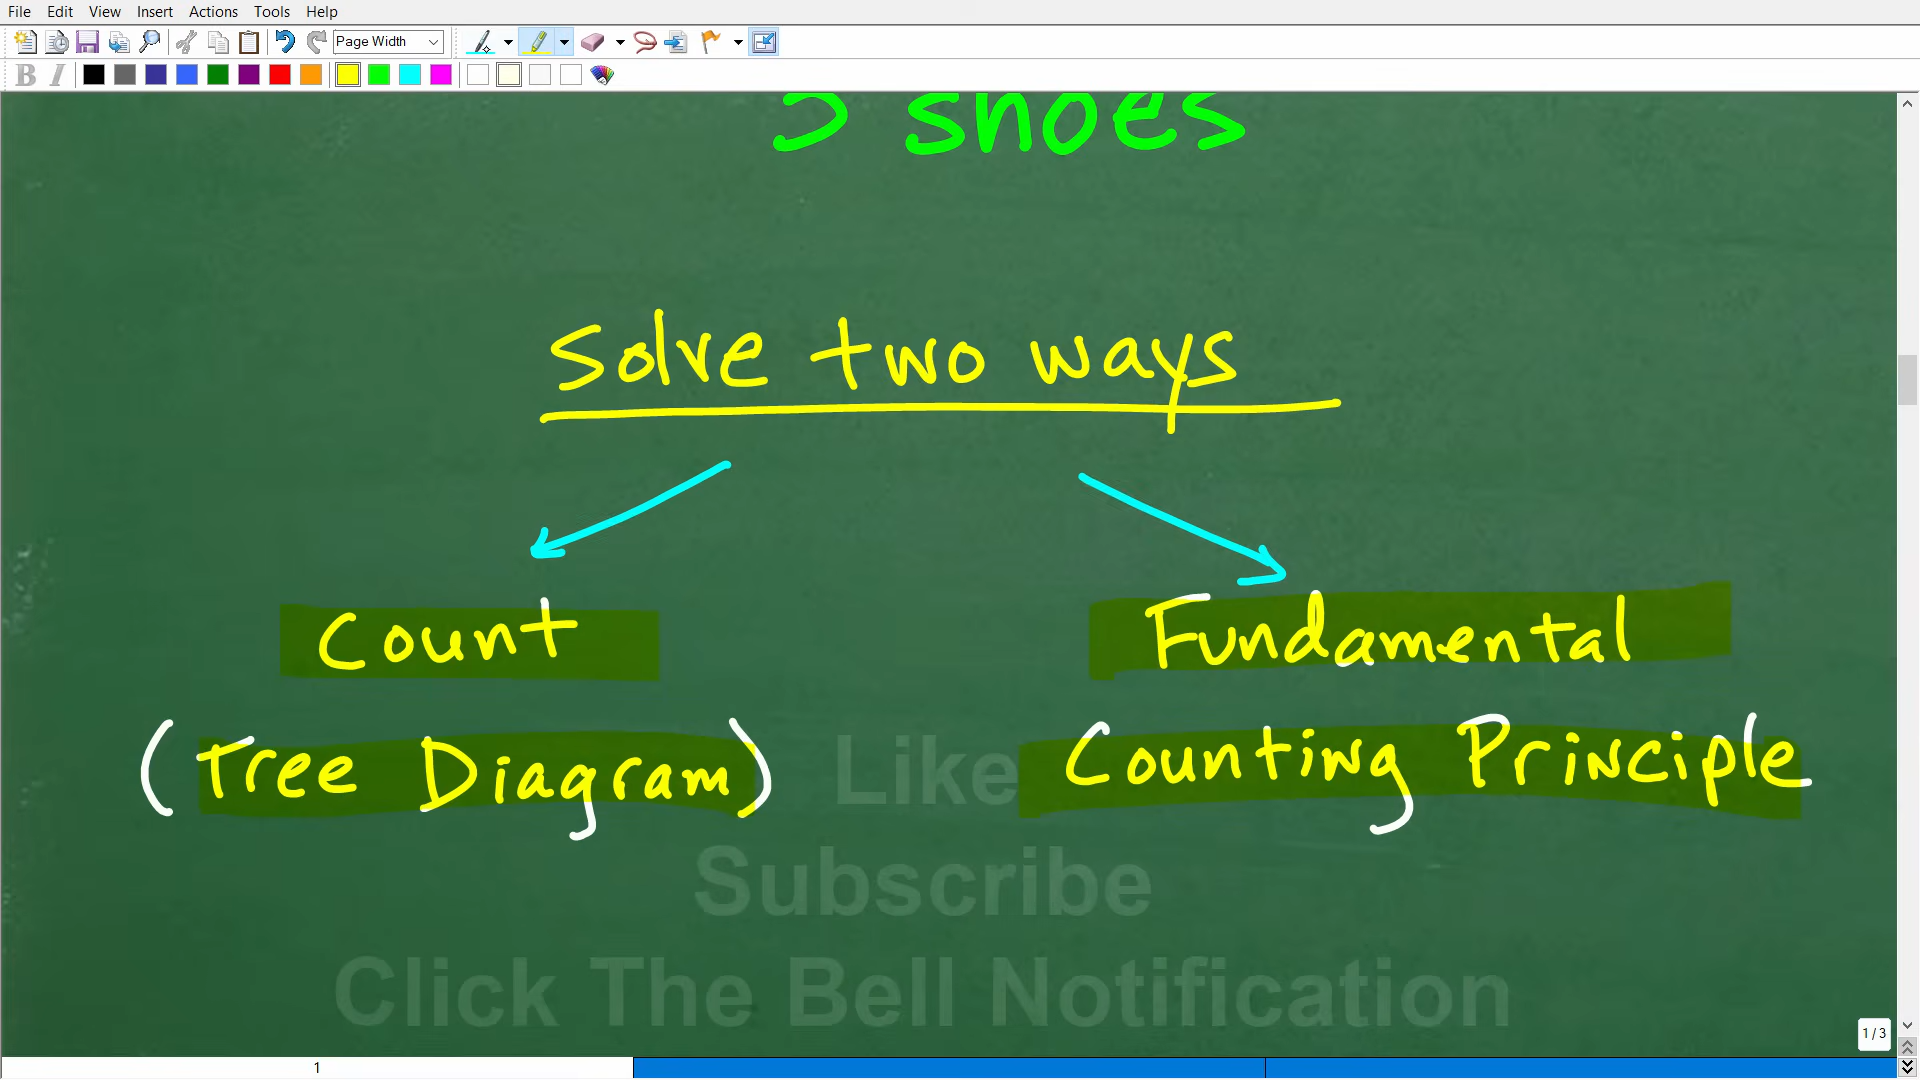 File Edit View Insert Actions Tools Help
Page Width
B I
shoes
Solve two ways
Count
Fundamental
(Tree Diagram)
Counting Principle
Like
Subscribe
Click The Bell Notification
1 / 3
1